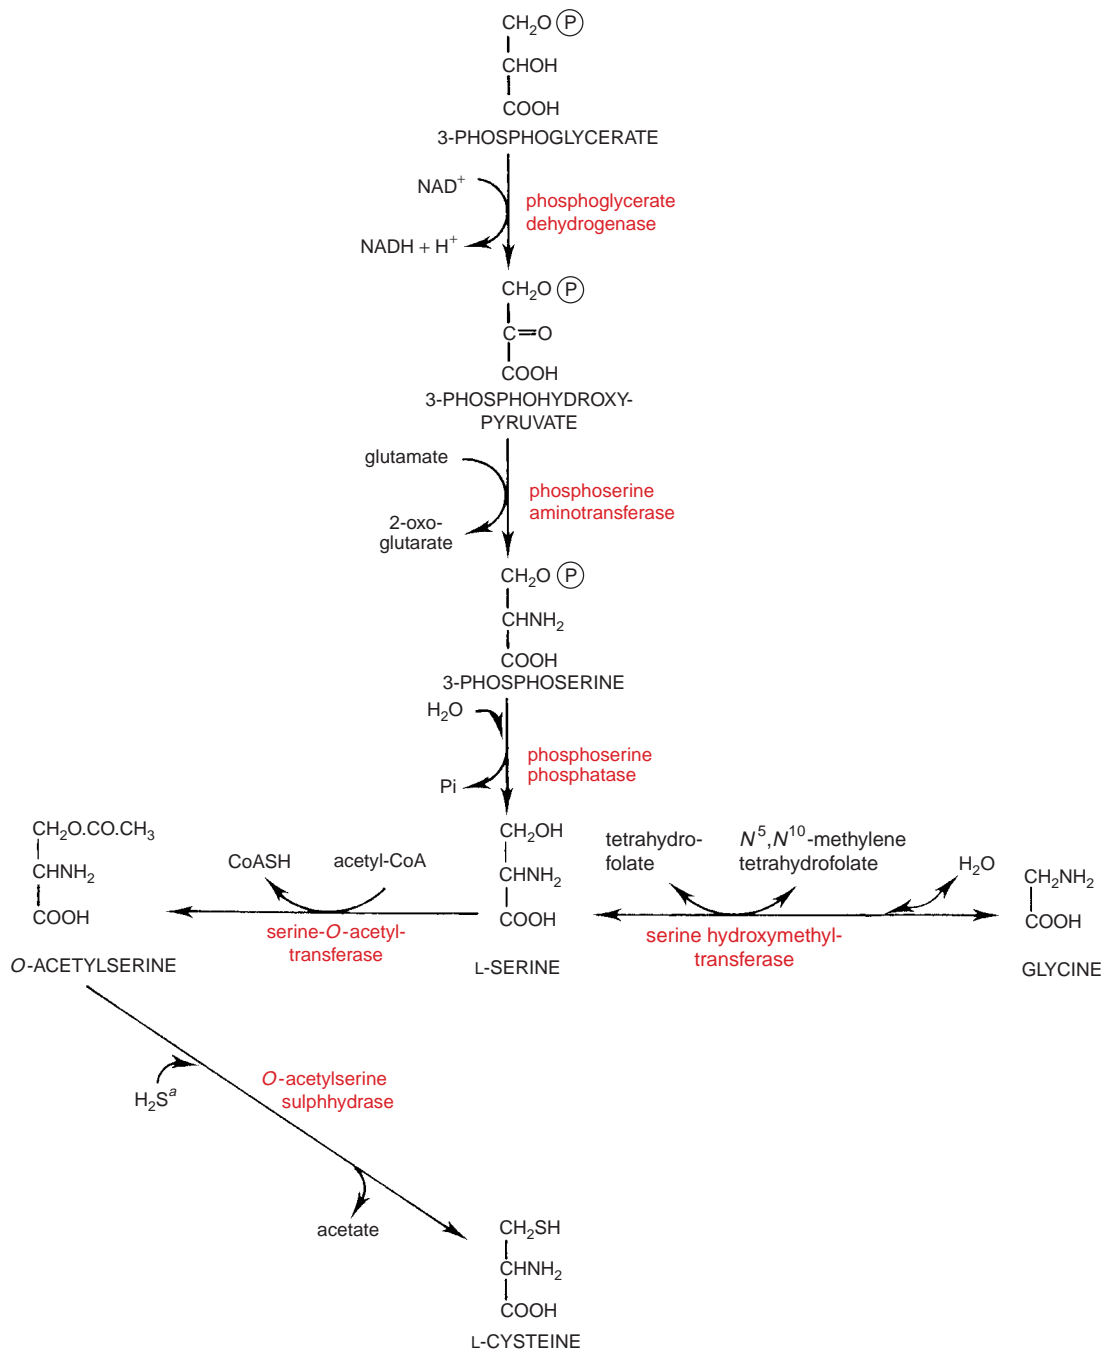 CH₂O Ⓟ
CHOH
COOH
3-PHOSPHOGLYCERATE
NAD⁺
phosphoglycerate
dehydrogenase
NADH + H⁺
CH₂O Ⓟ
C=O
COOH
3-PHOSPHOHYDROXY-
PYRUVATE
glutamate
phosphoserine
aminotransferase
2-oxo-
glutarate
CH₂O Ⓟ
CHNH₂
COOH
3-PHOSPHOSERINE
H₂O
phosphoserine
phosphatase
Pi
CH₂O.CO.CH₃
CHNH₂
COOH
O-ACETYLSERINE
CoASH
acetyl-CoA
serine-O-acetyl-
transferase
CH₂OH
CHNH₂
COOH
L-SERINE
tetrahydro-
folate
N⁵,N¹⁰-methylene
tetrahydrofolate
H₂O
serine hydroxymethyl-
transferase
CH₂NH₂
COOH
GLYCINE
H₂Sᵃ
O-acetylserine
sulphhydrase
acetate
CH₂SH
CHNH₂
COOH
L-CYSTEINE